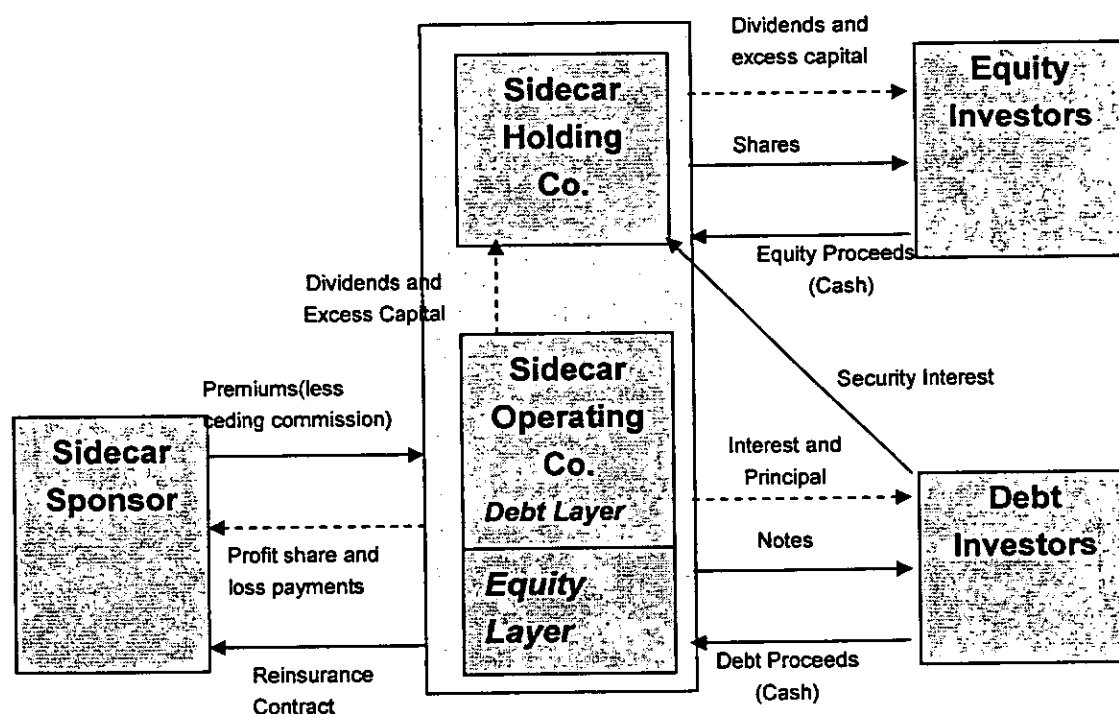 Dividends and
excess capital
Equity
Investors
Sidecar
Holding
Co.
Shares
Equity Proceeds
(Cash)
Dividends and
Excess Capital
Security Interest
Premiums(less
ceding commission)
Sidecar
Sponsor
Sidecar
Operating
Co.
Debt Layer
Equity
Layer
Interest and
Principal
Debt
Investors
Notes
Profit share and
loss payments
Reinsurance
Contract
Debt Proceeds
(Cash)